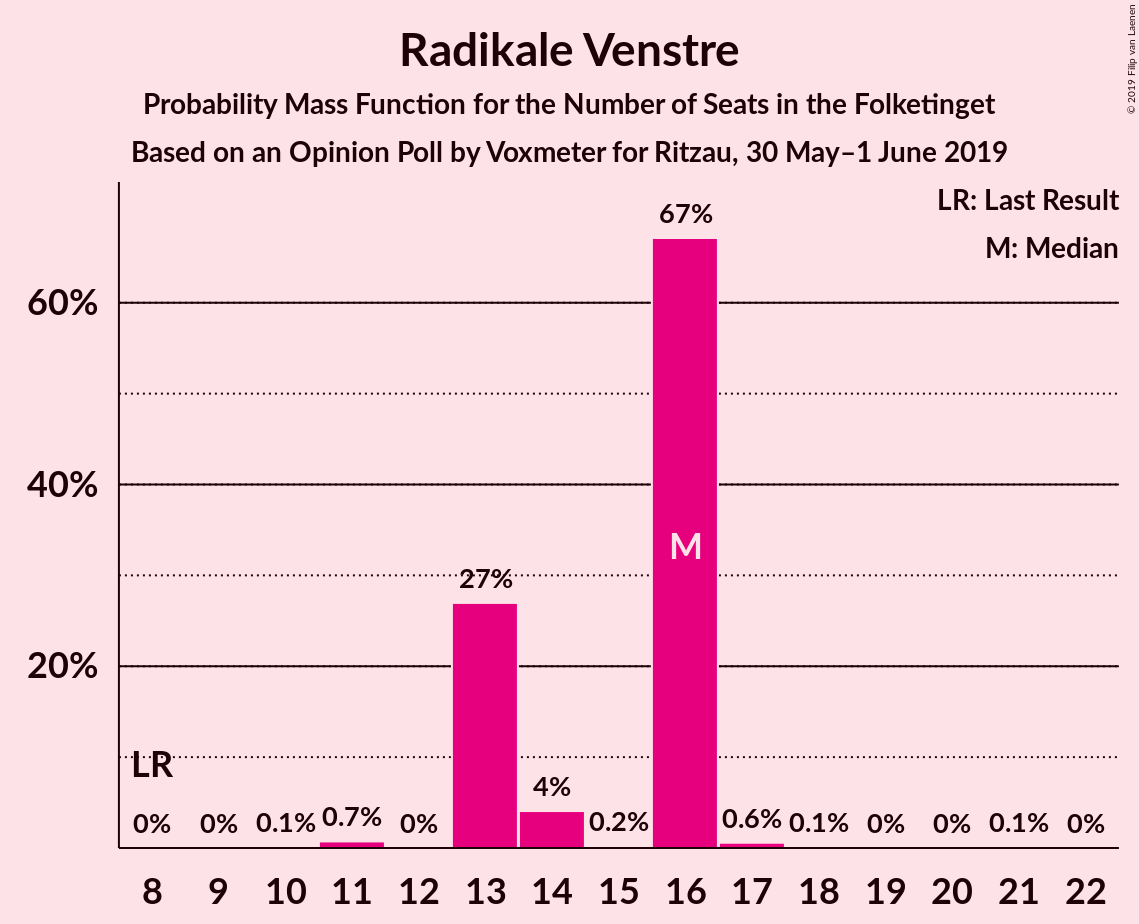 Radikale Venstre
Probability Mass Function for the Number of Seats in the Folketinget
Based on an Opinion Poll by Voxmeter for Ritzau, 30 May–1 June 2019
© 2019 Filip van Laenen
LR: Last Result
M: Median
67%
60%
40%
M
27%
20%
LR
4%
0% 0% 0.1% 0.7% 0% 0.2% 0.6% 0.1% 0% 0% 0.1% 0%
8 9 10 11 12 13 14 15 16 17 18 19 20 21 22